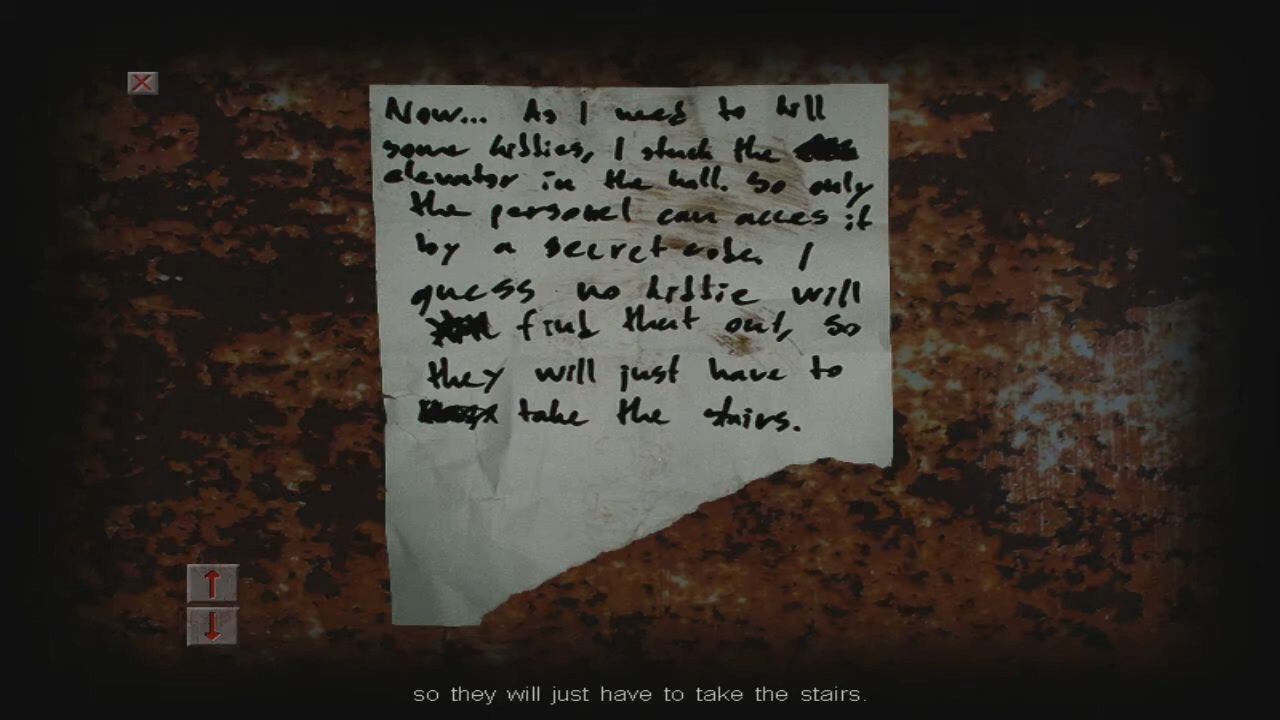 Now... As I need to kill
some kitties, I stuck the
elevator in the hall. So only
the personel can acces it
by a secret code. I
guess no kittie will
find that out, so
they will just have to
take the stairs.
so they will just have to take the stairs.